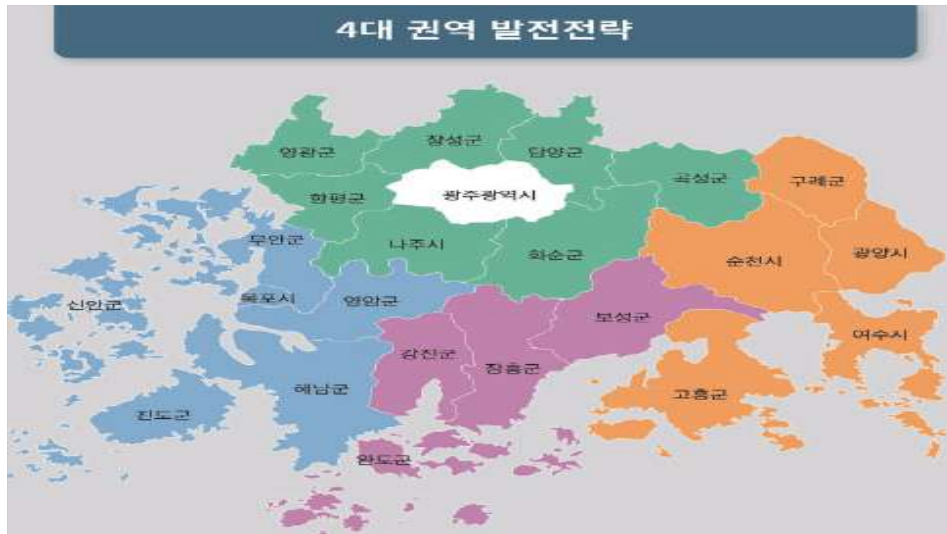 4대 권역 발전전략
장성군
영광군
담양군
곡성군
구례군
함평군
광주광역시
무안군
나주시
화순군
순천시
광양시
신안군
목포시
영암군
보성군
여수시
강진군
장흥군
해남군
고흥군
진도군
완도군